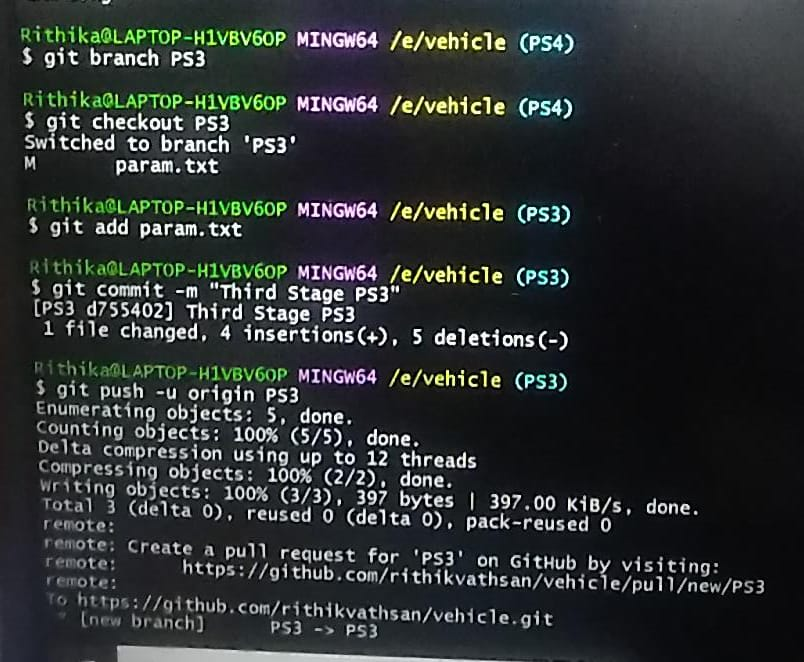 Rithika@LAPTOP-H1VBV6OP MINGW64 /e/vehicle (PS4)
$ git branch PS3
Rithika@LAPTOP-H1VBV6OP MINGW64 /e/vehicle (PS4)
$ git checkout PS3
Switched to branch 'PS3'
M       param.txt
Rithika@LAPTOP-H1VBV6OP MINGW64 /e/vehicle (PS3)
$ git add param.txt
Rithika@LAPTOP-H1VBV6OP MINGW64 /e/vehicle (PS3)
$ git commit -m "Third Stage PS3"
[PS3 d755402] Third Stage PS3
 1 file changed, 4 insertions(+), 5 deletions(-)
Rithika@LAPTOP-H1VBV6OP MINGW64 /e/vehicle (PS3)
$ git push -u origin PS3
Enumerating objects: 5, done.
Counting objects: 100% (5/5), done.
Delta compression using up to 12 threads
Compressing objects: 100% (2/2), done.
Writing objects: 100% (3/3), 397 bytes | 397.00 KiB/s, done.
Total 3 (delta 0), reused 0 (delta 0), pack-reused 0
remote:
remote: Create a pull request for 'PS3' on GitHub by visiting:
remote:      https://github.com/rithikvathsan/vehicle/pull/new/PS3
remote:
To https://github.com/rithikvathsan/vehicle.git
 * [new branch]      PS3 -> PS3